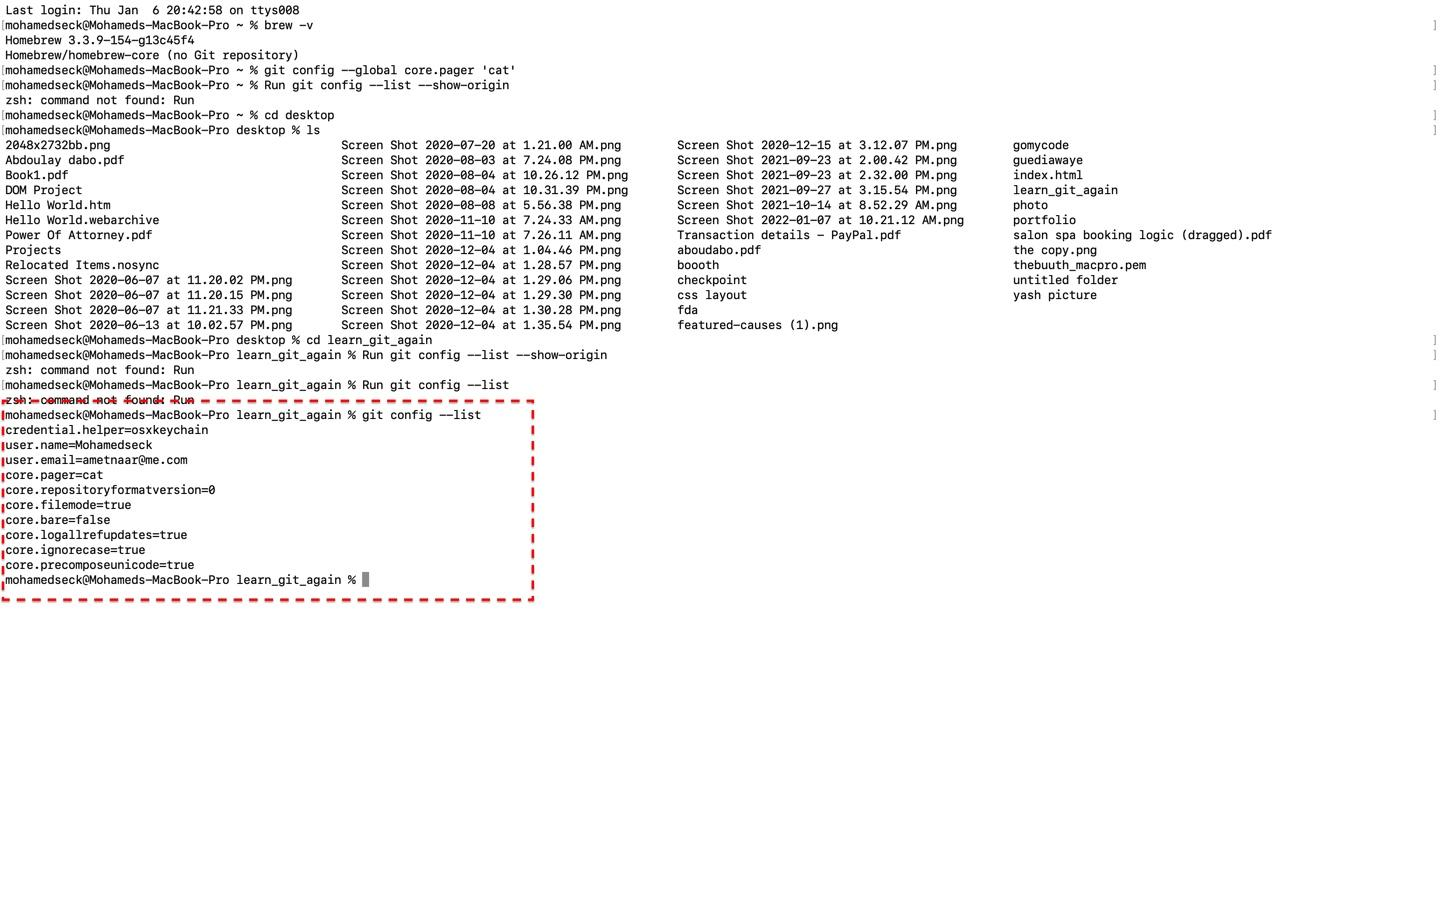 Last login: Thu Jan  6 20:42:58 on ttys008
[mohamedseck@Mohameds-MacBook-Pro ~ % brew -v ]
Homebrew 3.3.9-154-g13c45f4
Homebrew/homebrew-core (no Git repository)
[mohamedseck@Mohameds-MacBook-Pro ~ % git config --global core.pager 'cat' ]
[mohamedseck@Mohameds-MacBook-Pro ~ % Run git config --list --show-origin ]
zsh: command not found: Run
[mohamedseck@Mohameds-MacBook-Pro ~ % cd desktop ]
[mohamedseck@Mohameds-MacBook-Pro desktop % ls ]
2048x2732bb.png Screen Shot 2020-07-20 at 1.21.00 AM.png Screen Shot 2020-12-15 at 3.12.07 PM.png gomycode
Abdoulay dabo.pdf Screen Shot 2020-08-03 at 7.24.08 PM.png Screen Shot 2021-09-23 at 2.00.42 PM.png guediawaye
Book1.pdf Screen Shot 2020-08-04 at 10.26.12 PM.png Screen Shot 2021-09-23 at 2.32.00 PM.png index.html
DOM Project Screen Shot 2020-08-04 at 10.31.39 PM.png Screen Shot 2021-09-27 at 3.15.54 PM.png learn_git_again
Hello World.htm Screen Shot 2020-08-08 at 5.56.38 PM.png Screen Shot 2021-10-14 at 8.52.29 AM.png photo
Hello World.webarchive Screen Shot 2020-11-10 at 7.24.33 AM.png Screen Shot 2022-01-07 at 10.21.12 AM.png portfolio
Power Of Attorney.pdf Screen Shot 2020-11-10 at 7.26.11 AM.png Transaction details - PayPal.pdf salon spa booking logic (dragged).pdf
Projects Screen Shot 2020-12-04 at 1.04.46 PM.png aboudabo.pdf the copy.png
Relocated Items.nosync Screen Shot 2020-12-04 at 1.28.57 PM.png boooth thebuuth_macpro.pem
Screen Shot 2020-06-07 at 11.20.02 PM.png Screen Shot 2020-12-04 at 1.29.06 PM.png checkpoint untitled folder
Screen Shot 2020-06-07 at 11.20.15 PM.png Screen Shot 2020-12-04 at 1.29.30 PM.png css layout yash picture
Screen Shot 2020-06-07 at 11.21.33 PM.png Screen Shot 2020-12-04 at 1.30.28 PM.png fda
Screen Shot 2020-06-13 at 10.02.57 PM.png Screen Shot 2020-12-04 at 1.35.54 PM.png featured-causes (1).png
[mohamedseck@Mohameds-MacBook-Pro desktop % cd learn_git_again ]
[mohamedseck@Mohameds-MacBook-Pro learn_git_again % Run git config --list --show-origin ]
zsh: command not found: Run
[mohamedseck@Mohameds-MacBook-Pro learn_git_again % Run git config --list ]
zsh: command not found: Run
[mohamedseck@Mohameds-MacBook-Pro learn_git_again % git config --list ]
credential.helper=osxkeychain
user.name=Mohamedseck
user.email=ametnaar@me.com
core.pager=cat
core.repositoryformatversion=0
core.filemode=true
core.bare=false
core.logallrefupdates=true
core.ignorecase=true
core.precomposeunicode=true
mohamedseck@Mohameds-MacBook-Pro learn_git_again %